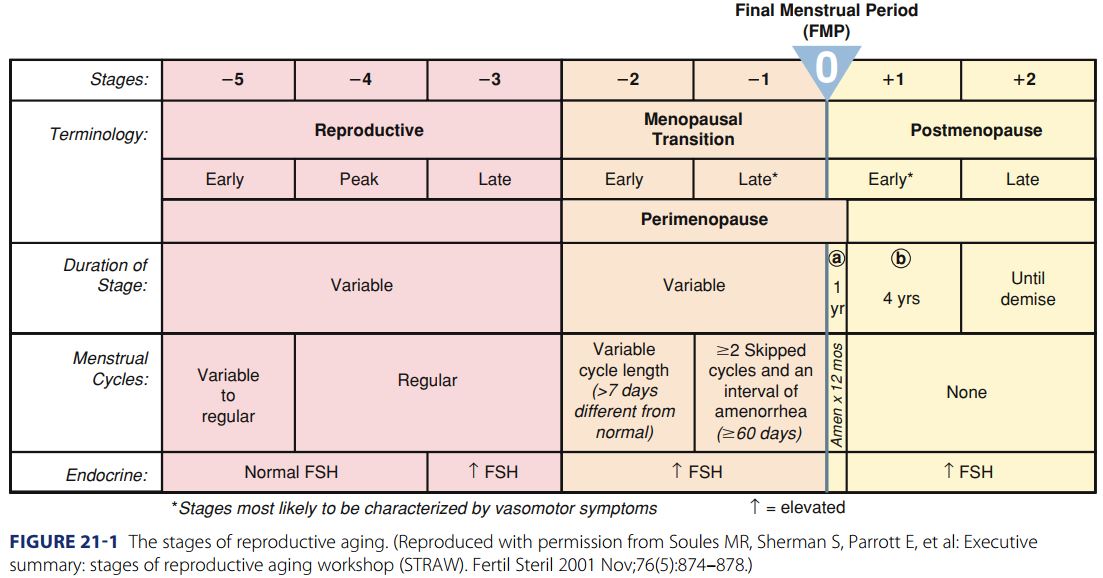 Final Menstrual Period
(FMP)
0
Stages: −5 −4 −3 −2 −1 +1 +2
Terminology: Reproductive Menopausal
Transition Postmenopause
Early Peak Late Early Late* Early* Late
Perimenopause
Duration of
Stage:
Variable
Variable
a
1
yr
b
4 yrs
Until
demise
Menstrual
Cycles:
Variable
to
regular
Regular
Variable
cycle length
(>7 days
different from
normal)
≥2 Skipped
cycles and an
interval of
amenorrhea
(≥60 days)
Amen x 12 mos
None
Endocrine: Normal FSH ↑ FSH ↑ FSH ↑ FSH
*Stages most likely to be characterized by vasomotor symptoms ↑ = elevated
FIGURE 21-1 The stages of reproductive aging. (Reproduced with permission from Soules MR, Sherman S, Parrott E, et al: Executive
summary: stages of reproductive aging workshop (STRAW). Fertil Steril 2001 Nov;76(5):874–878.)